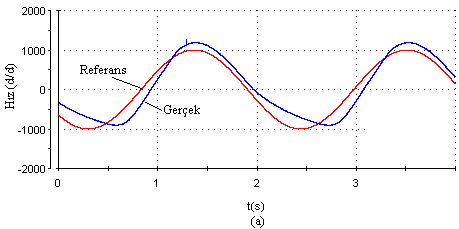 2000
1000
0
-1000
-2000
Hız (d/d)
Referans
Gerçek
0
1
2
3
t(s)
(a)